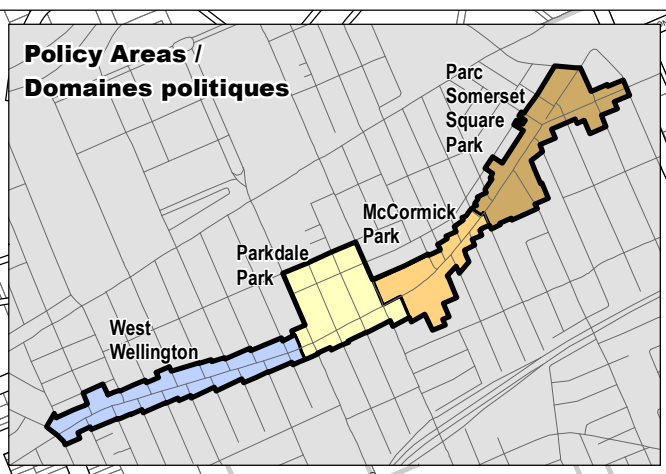 Policy Areas /
Domaines politiques
Parc
Somerset
Square
Park
McCormick
Park
Parkdale
Park
West
Wellington